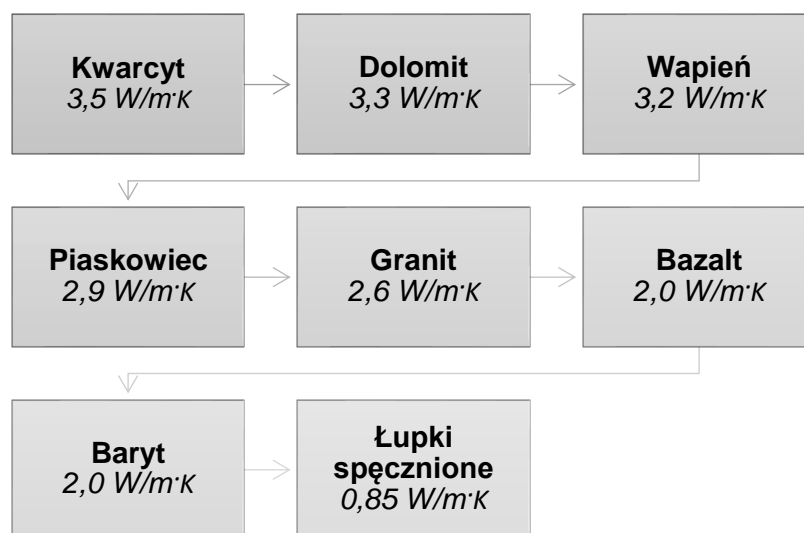 Kwarcyt
3,5 W/m·K
Dolomit
3,3 W/m·K
Wapień
3,2 W/m·K
Piaskowiec
2,9 W/m·K
Granit
2,6 W/m·K
Bazalt
2,0 W/m·K
Baryt
2,0 W/m·K
Łupki
spęcznione
0,85 W/m·K